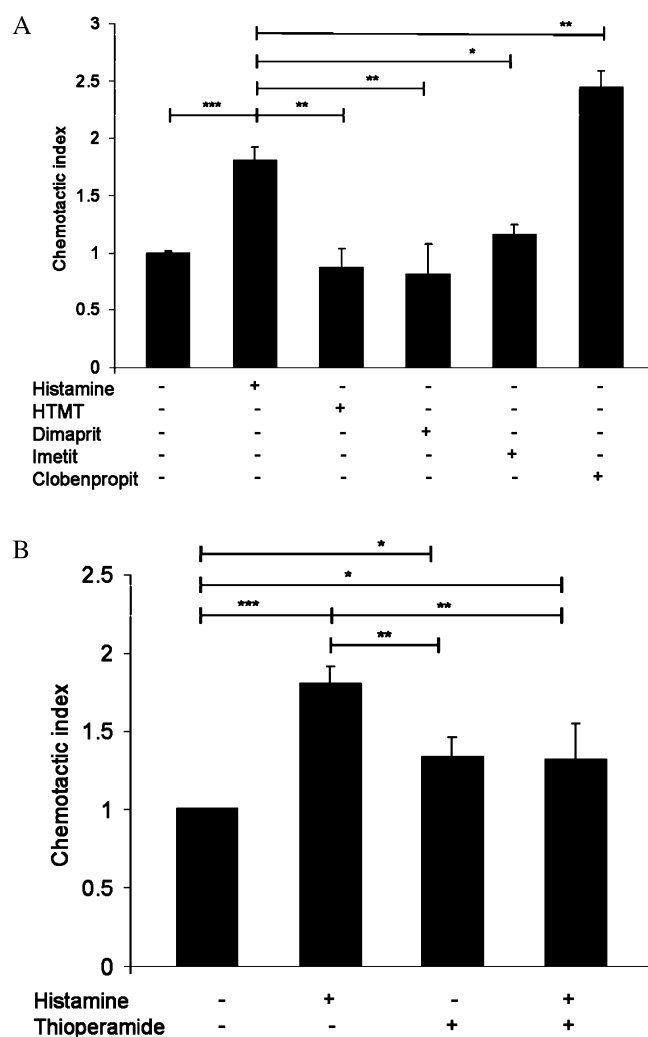 A
3
**
*
2.5
**
***
**
2
Chemotactic index
1.5
1
0.5
0
Histamine - + - - - -
HTMT - - + - - -
Dimaprit - - - + - -
Imetit - - - - + -
Clobenpropit - - - - - +
B
*
2.5
*
***
**
**
2
Chemotactic index
1.5
1
0.5
0
Histamine - + - +
Thioperamide - - + +